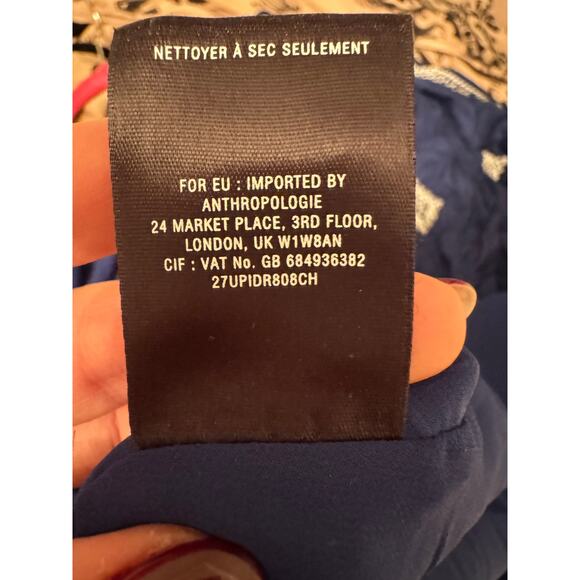 NETTOYER À SEC SEULEMENT
FOR EU : IMPORTED BY
ANTHROPOLOGIE
24 MARKET PLACE, 3RD FLOOR,
LONDON, UK W1W8AN
CIF : VAT No. GB 684936382
27UPIDR808CH